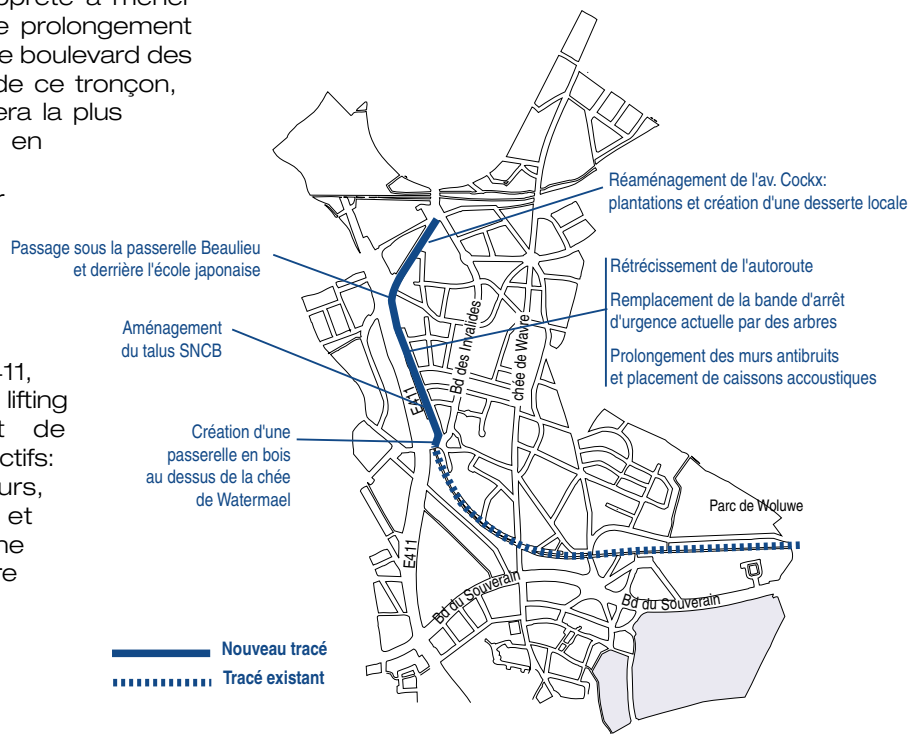 e prolongement
e boulevard des
de ce tronçon,
era la plus
en
r
411,
lifting
t de
ctifs:
urs,
et
ne
re
Réaménagement de l'av. Cockx:
plantations et création d'une desserte locale
Passage sous la passerelle Beaulieu
et derrière l'école japonaise
Rétrécissement de l'autoroute
Remplacement de la bande d'arrêt
d'urgence actuelle par des arbres
Prolongement des murs antibruits
et placement de caissons accoustiques
Aménagement
du talus SNCB
Création d'une
passerelle en bois
au dessus de la chée
de Watermael
E411
Bd des Invalides
chée de Wavre
Parc de Woluwe
E411
Bd du Souverain
Bd du Souverain
Nouveau tracé
Tracé existant